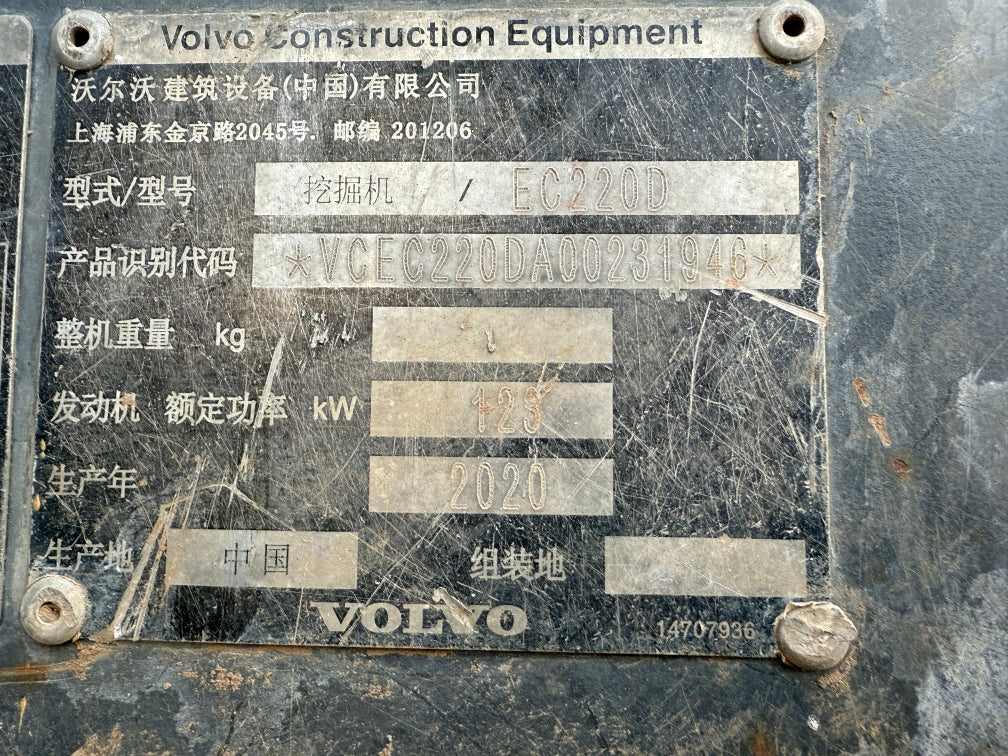 Volvo Construction Equipment
沃尔沃建筑设备(中国)有限公司
上海浦东金京路2045号. 邮编 201206
型式/型号 挖掘机 / EC220D
产品识别代码 *VCEC220DA00231946*
整机重量 kg
发动机 额定功率 kW 123
生产年 2020
生产地 中国 组装地
VOLVO
14707936